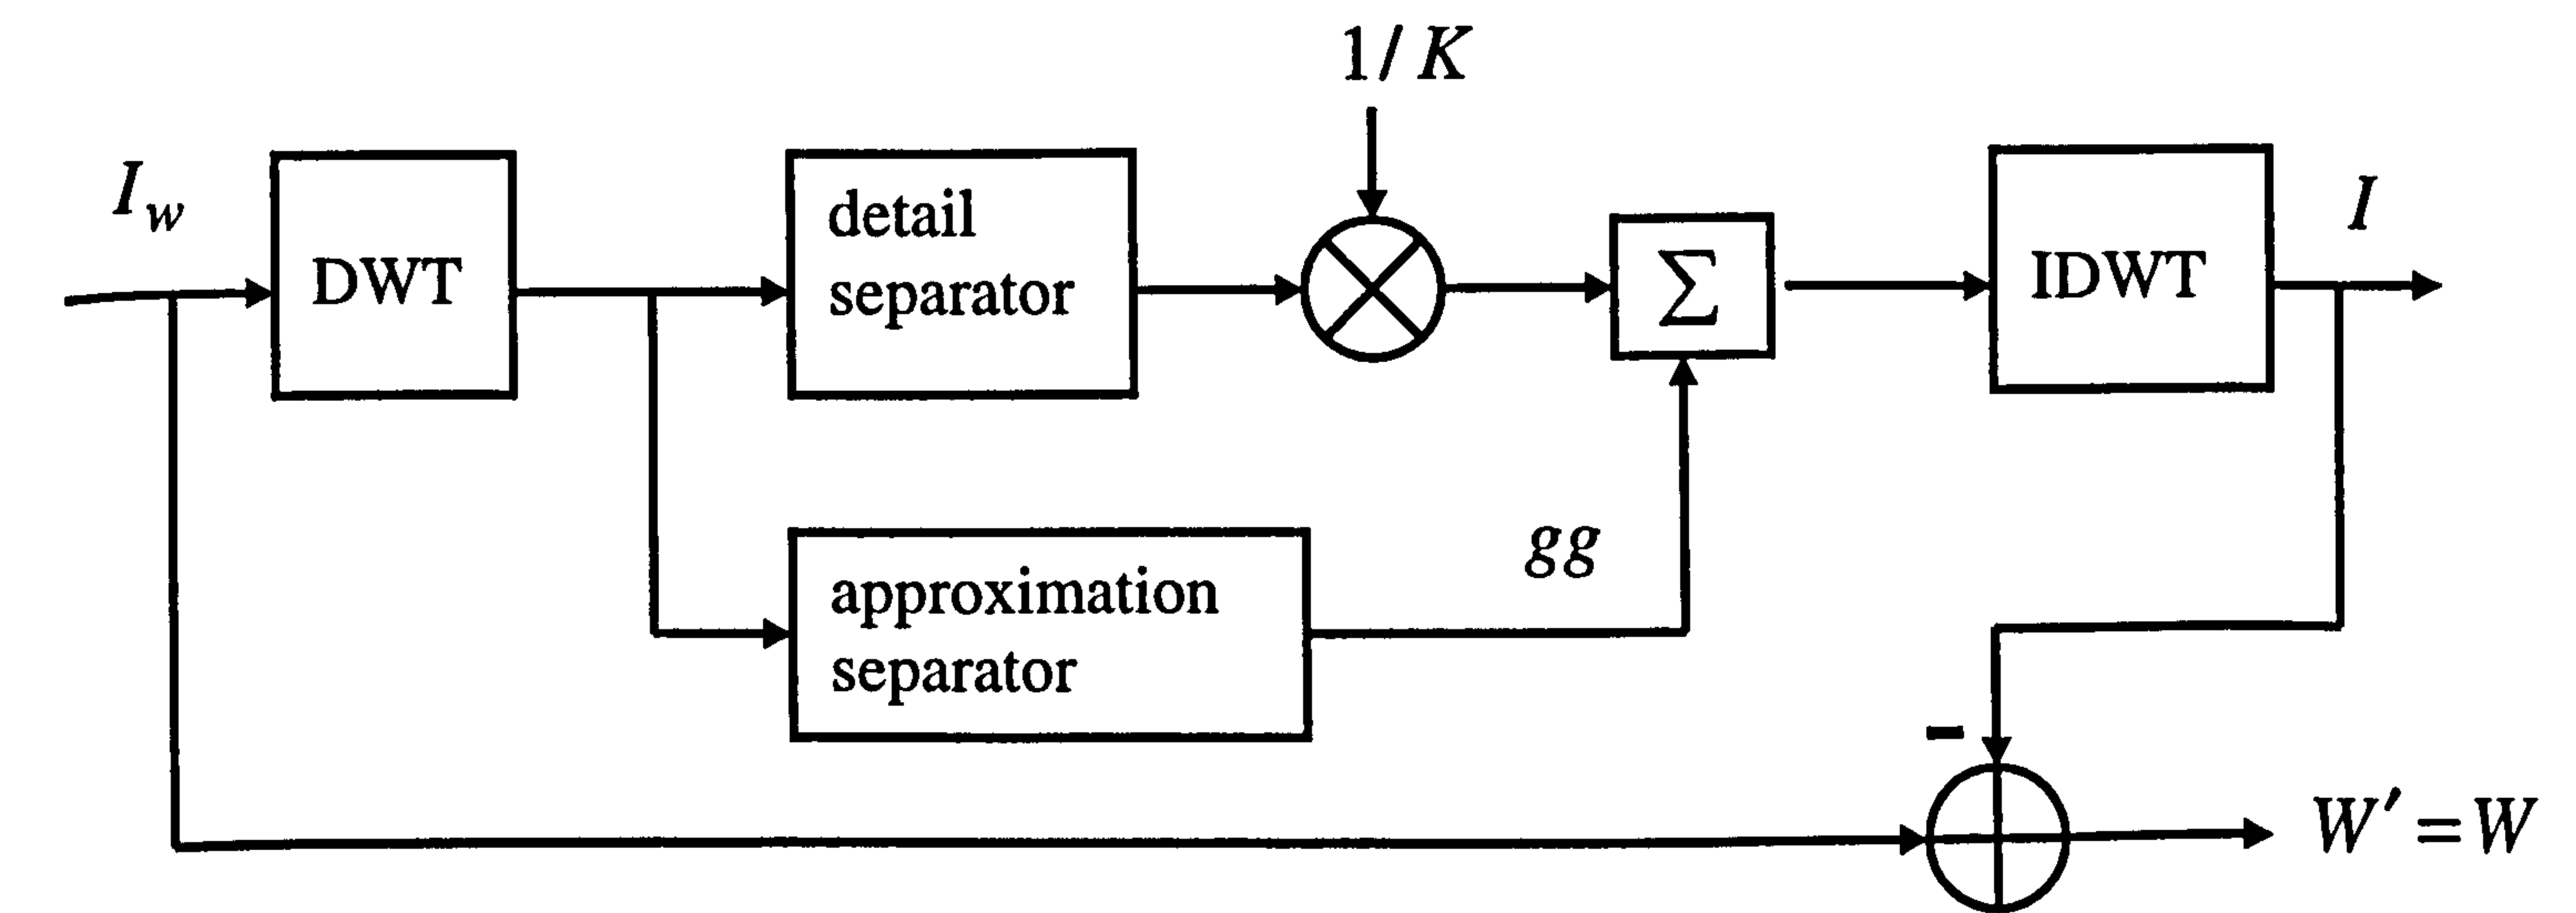 1/ K
I_w
DWT
detail
separator
∑
IDWT
I
gg
approximation
separator
-
W' = W